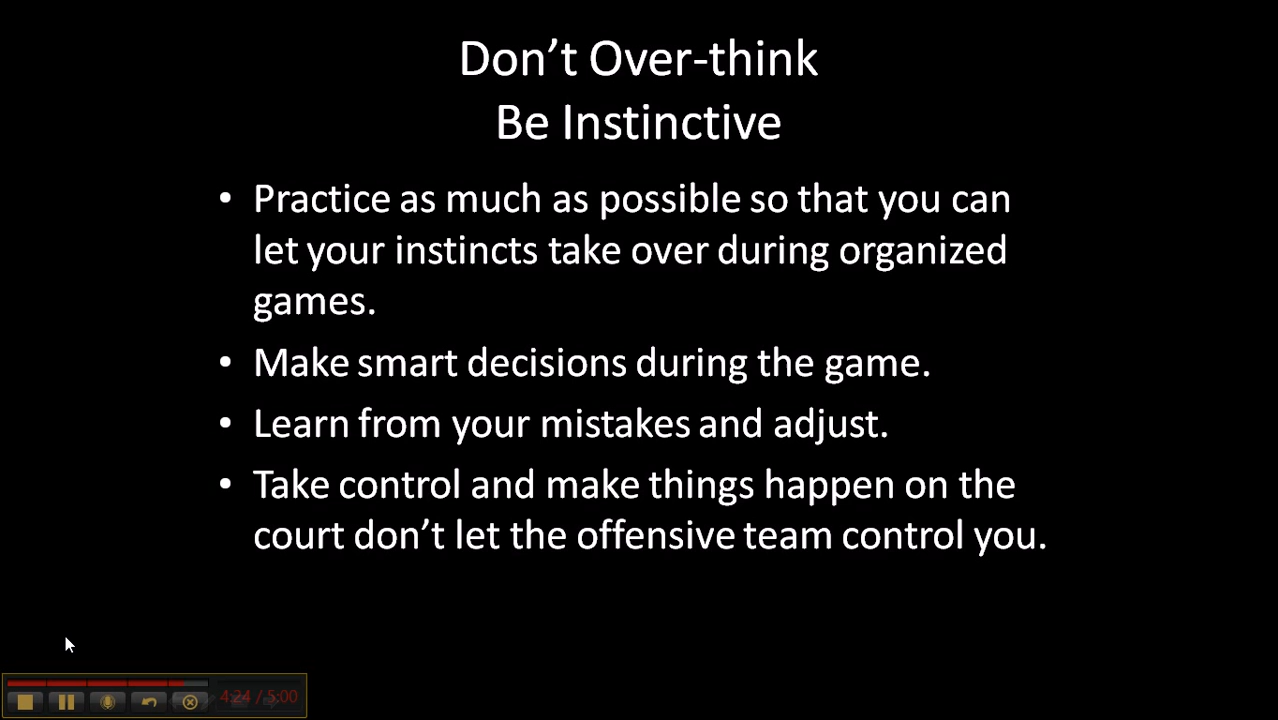 Don’t Over-think
Be Instinctive
• Practice as much as possible so that you can
let your instincts take over during organized
games.
• Make smart decisions during the game.
• Learn from your mistakes and adjust.
• Take control and make things happen on the
court don’t let the offensive team control you.
4:24 / 5:00